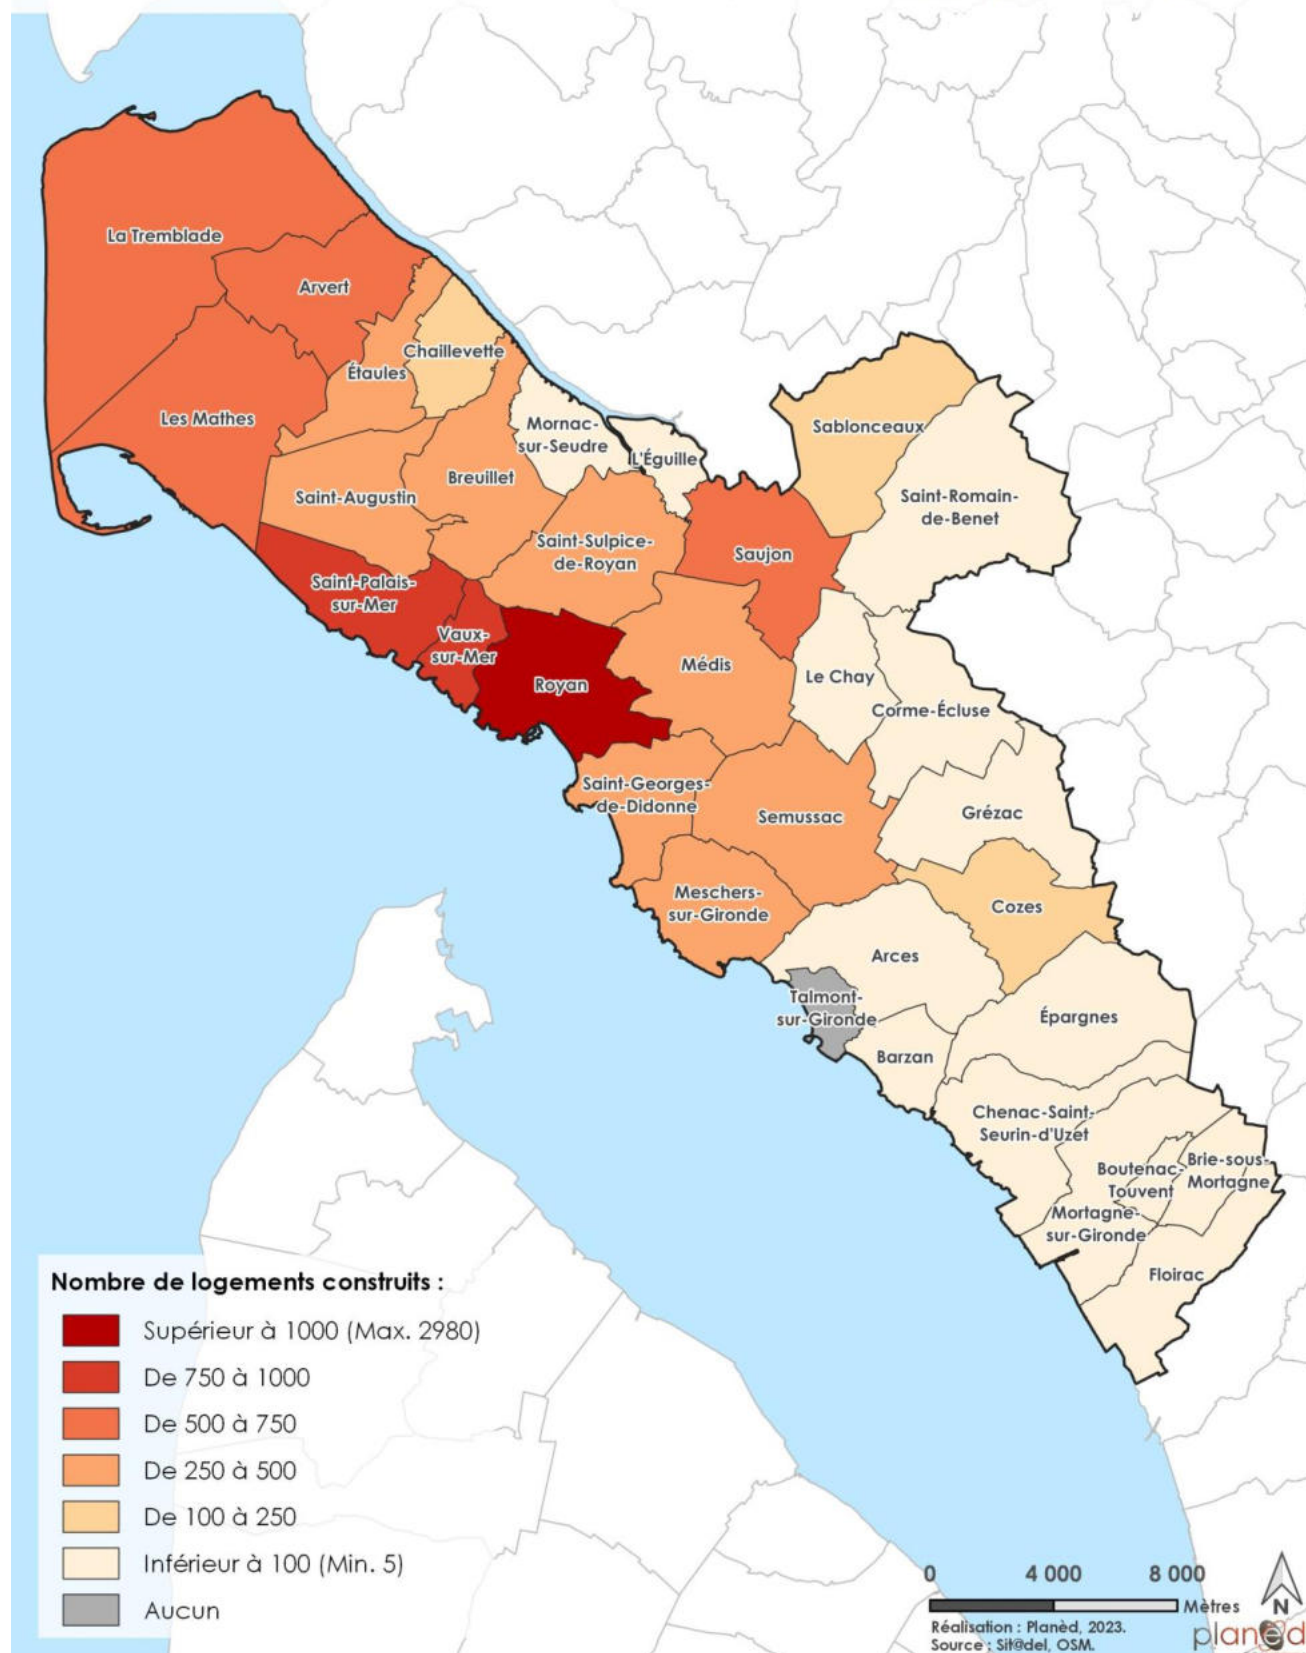 La Tremblade
Arvert
Chaillevette
Étaules
Les Mathes
Mornac-
sur-Seudre
Sablonceaux
L'Éguille
Breuillet
Saint-Augustin
Saint-Romain-
de-Benet
Saint-Sulpice-
de-Royan
Saujon
Saint-Palais-
sur-Mer
Vaux-
sur-Mer
Royan
Médis
Le Chay
Corme-Écluse
Saint-Georges-
de-Didonne
Semussac
Grézac
Meschers-
sur-Gironde
Cozes
Arces
Talmont-
sur-Gironde
Épargnes
Barzan
Chenac-Saint-
Seurin-d'Uzet
Boutenac-
Touvent
Brie-sous-
Mortagne
Mortagne-
sur-Gironde
Floirac
Nombre de logements construits :
Supérieur à 1000 (Max. 2980)
De 750 à 1000
De 500 à 750
De 250 à 500
De 100 à 250
Inférieur à 100 (Min. 5)
Aucun
0 4 000 8 000
Mètres
N
Réalisation : Planèd, 2023.
Source : Sit@del, OSM.
planèd